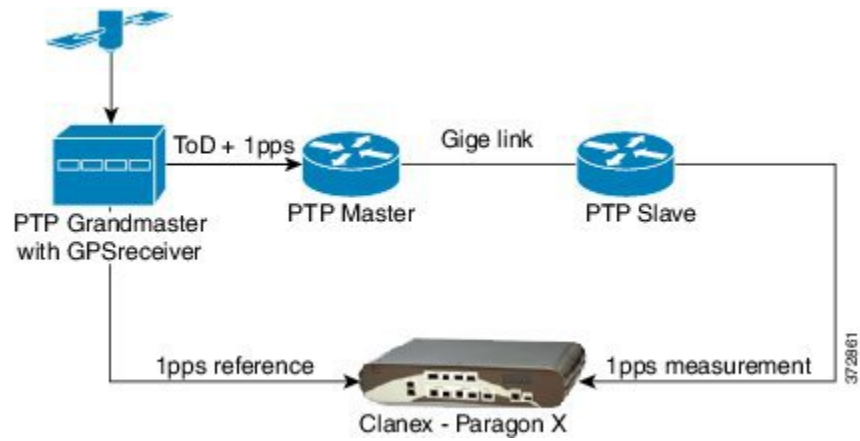 ToD + 1pps
Gige link
PTP Master
PTP Slave
PTP Grandmaster
with GPSreceiver
1pps reference
1pps measurement
Clanex - Paragon X
372861